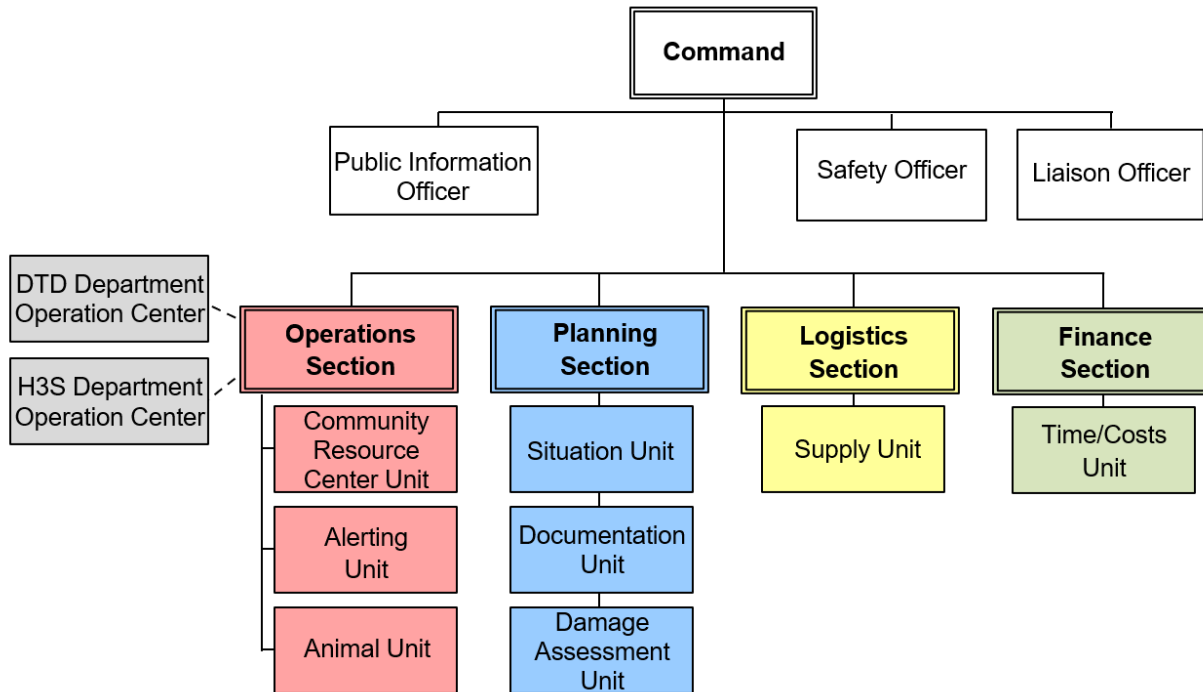 Command
Public Information
Officer
Safety Officer
Liaison Officer
DTD Department
Operation Center
H3S Department
Operation Center
Operations
Section
Planning
Section
Logistics
Section
Finance
Section
Community
Resource
Center Unit
Situation Unit
Supply Unit
Time/Costs
Unit
Alerting
Unit
Documentation
Unit
Animal Unit
Damage
Assessment
Unit